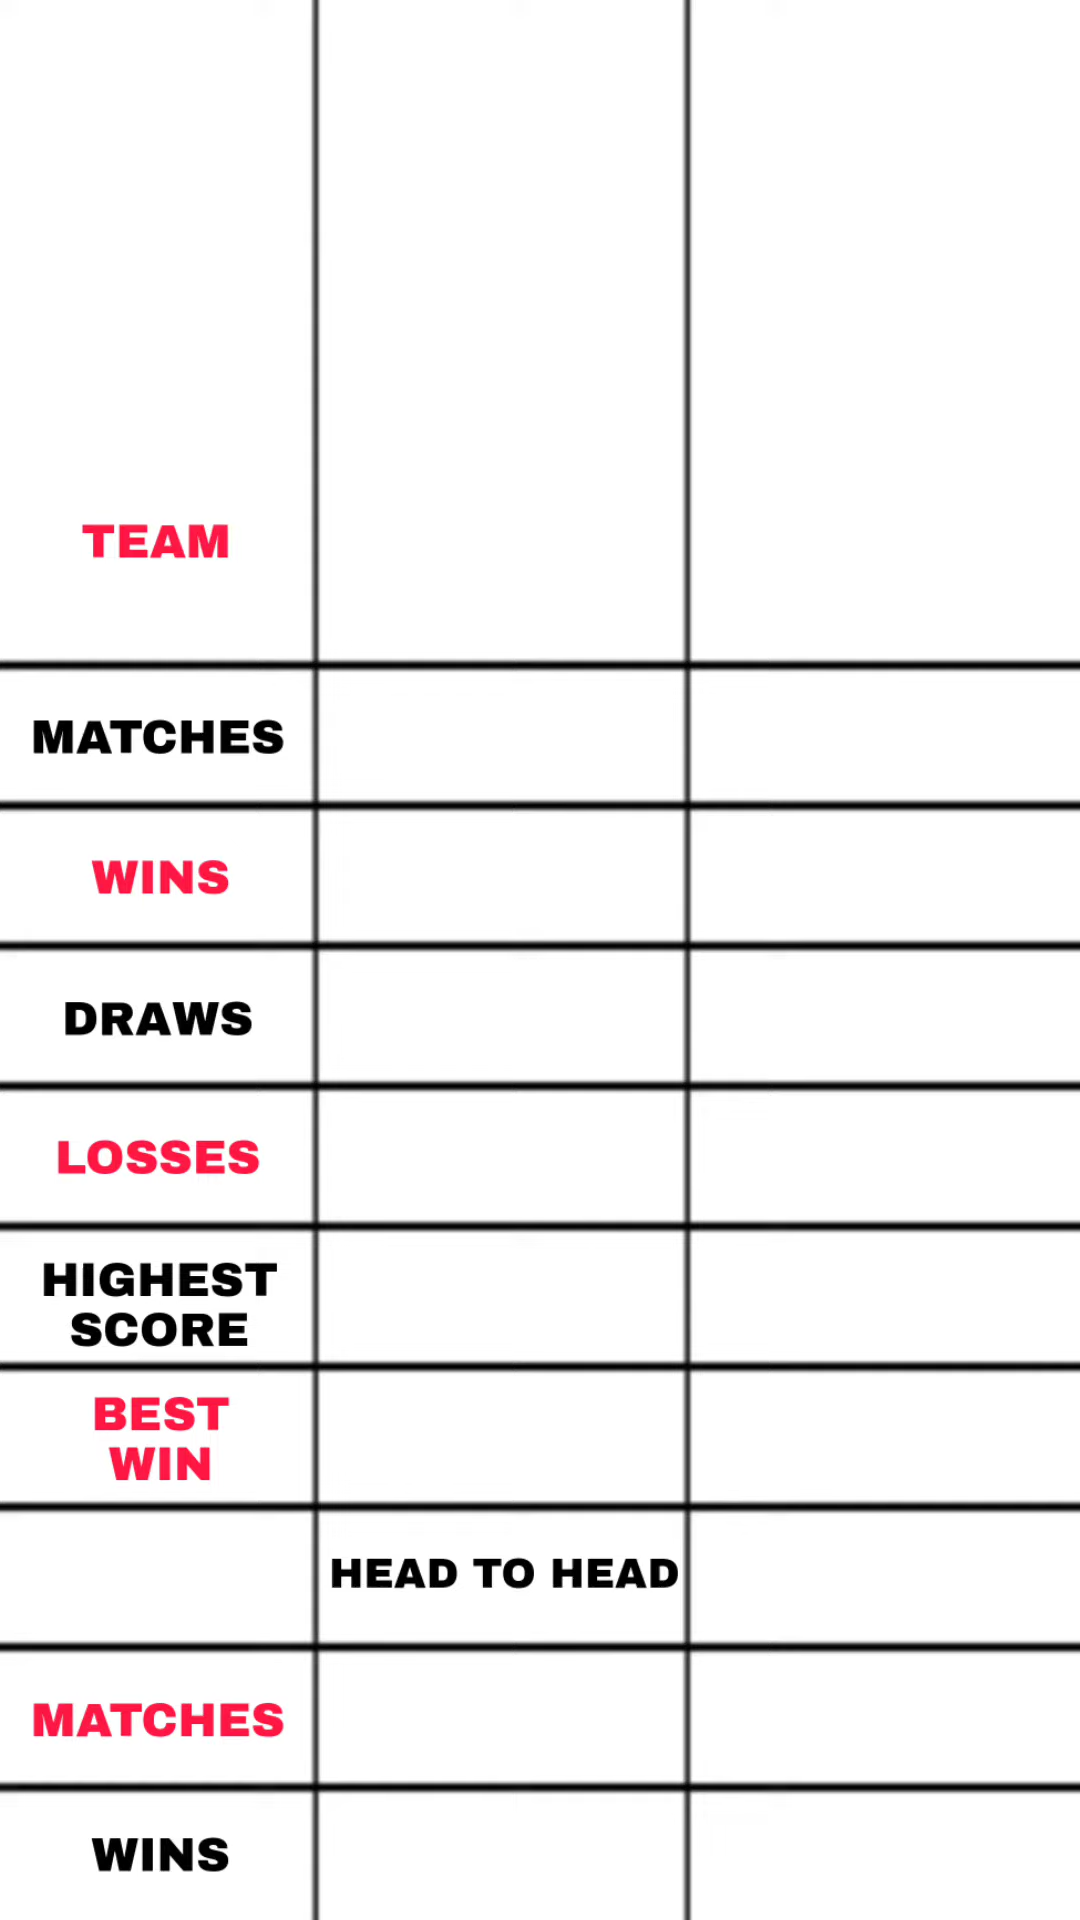 TEAM
MATCHES
WINS
DRAWS
LOSSES
HIGHEST
SCORE
BEST
WIN
HEAD TO HEAD
MATCHES
WINS